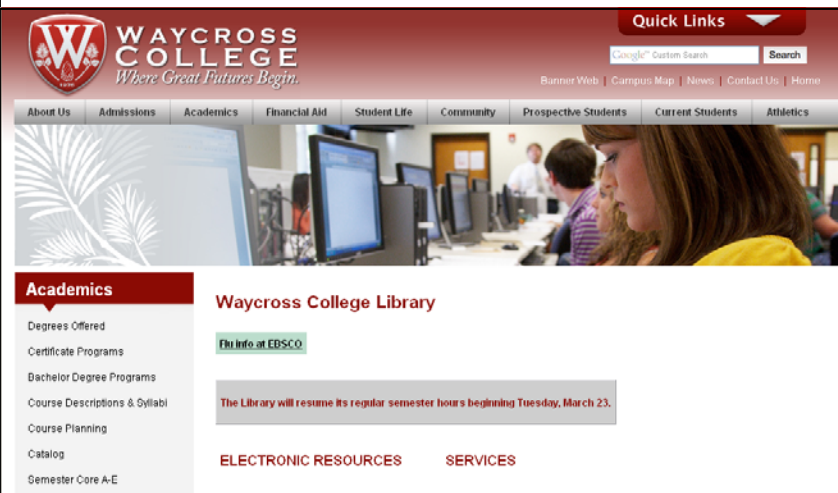 Quick Links
WAYCROSS
COLLEGE
Where Great Futures Begin.
Google™ Custom Search Search
Banner Web | Campus Map | News | Contact Us | Home
About Us Admissions Academics Financial Aid Student Life Community Prospective Students Current Students Athletics
Academics
Waycross College Library
Degrees Offered
Flu info at EBSCO
Certificate Programs
Bachelor Degree Programs
Course Descriptions & Syllabi
The Library will resume its regular semester hours beginning Tuesday, March 23.
Course Planning
Catalog
ELECTRONIC RESOURCES SERVICES
Semester Core A-E